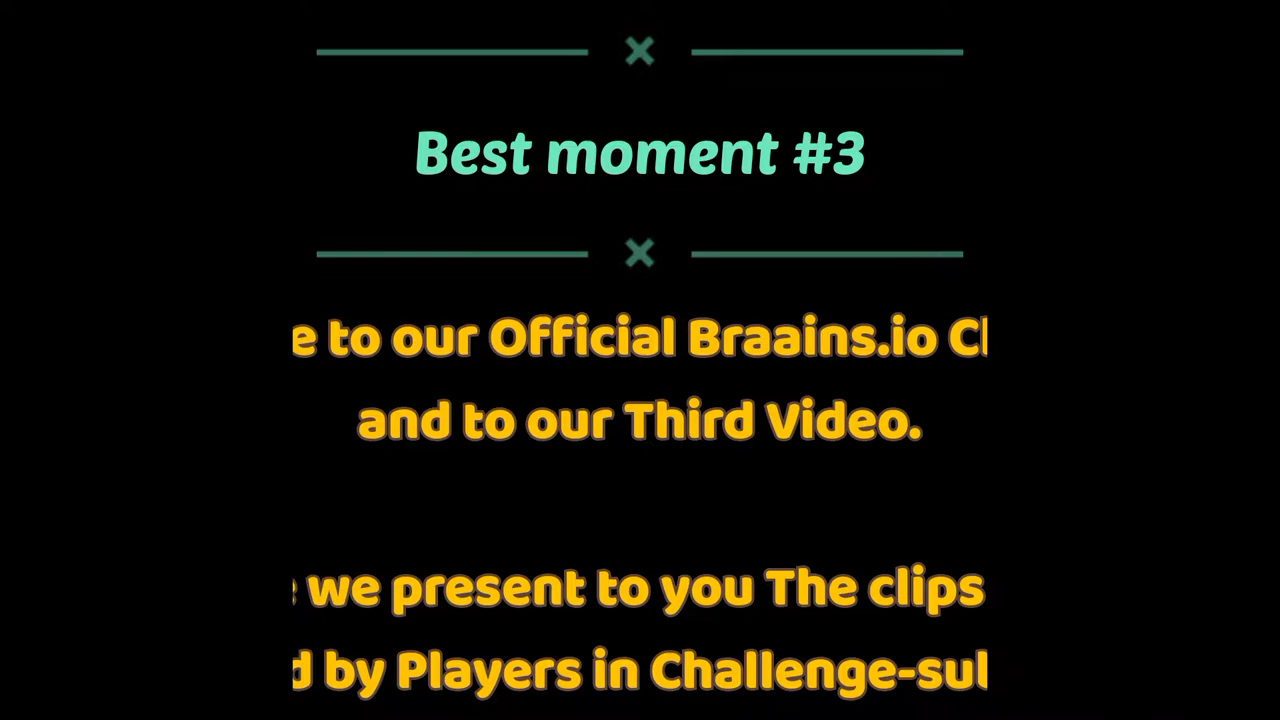 Best moment #3
e to our Official Braains.io
and to our Third Video.
we present to you The clips
d by Players in Challenge-sul